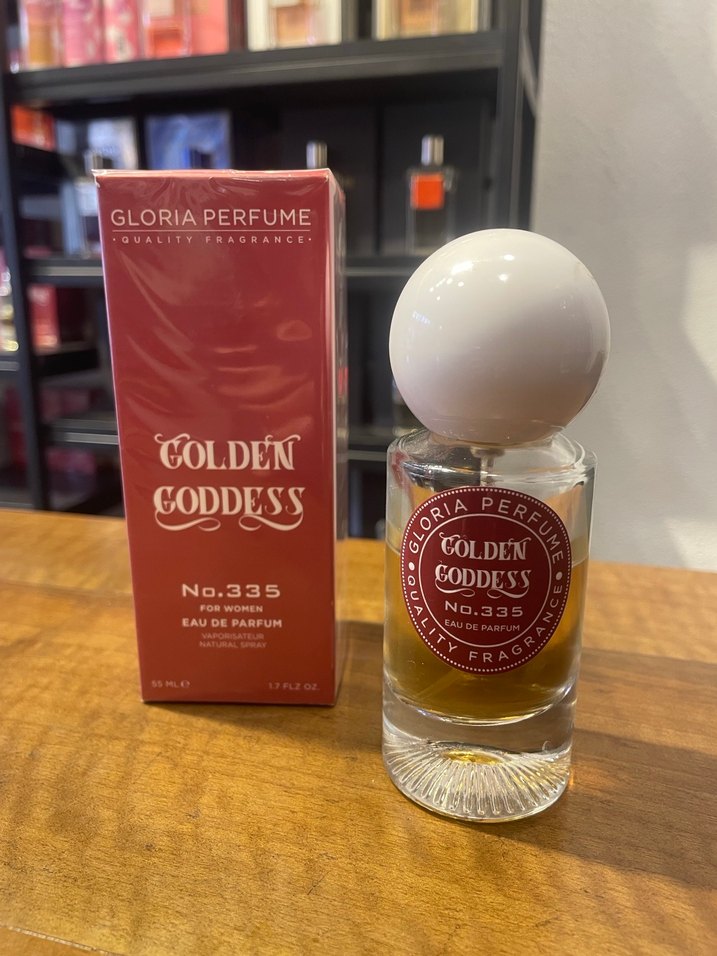 GLORIA PERFUME
·QUALITY FRAGRANCE·
GOLDEN
GODDESS
No.335
FOR WOMEN
EAU DE PARFUM
VAPORISATEUR
NATURAL SPRAY
55 ML ℮ 1.7 FLZ OZ.
GLORIA PERFUME
GOLDEN
GODDESS
No.335
EAU DE PARFUM
QUALITY FRAGRANCE